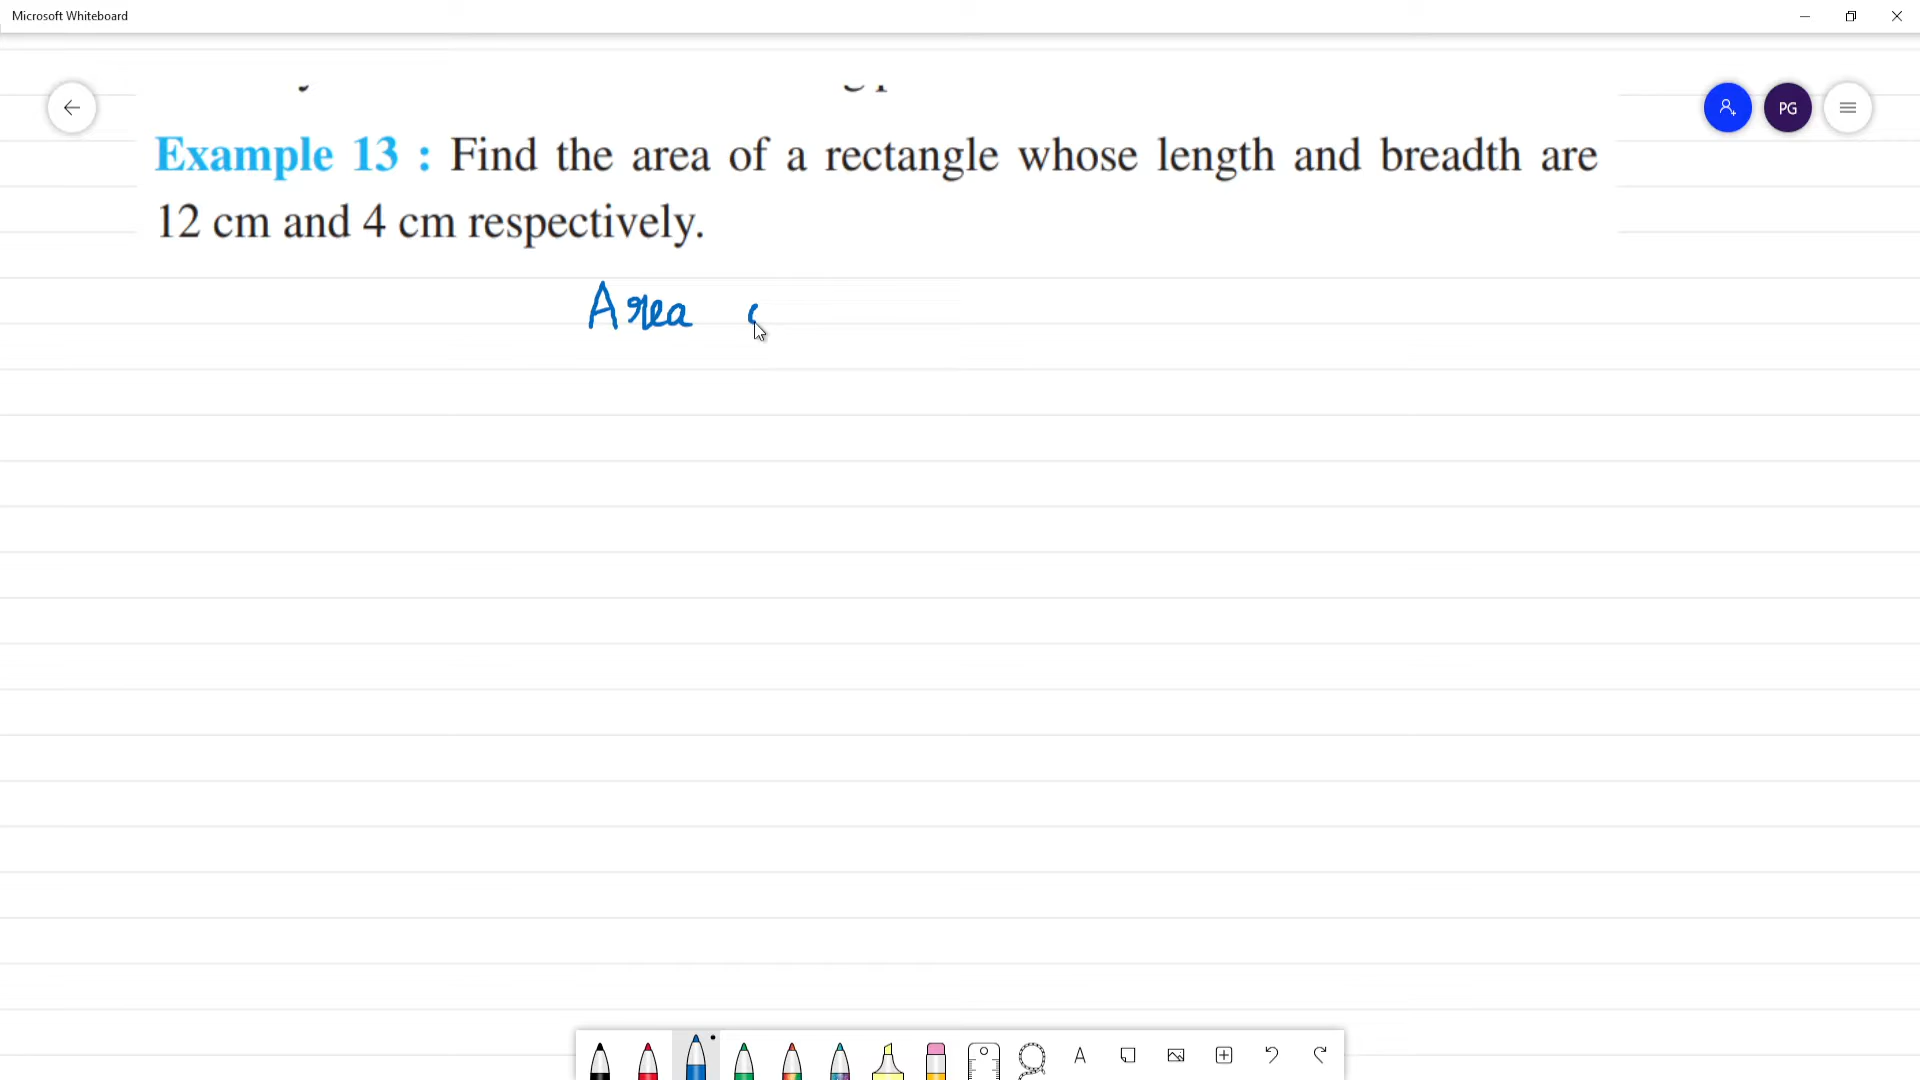 Microsoft Whiteboard
PG
Example 13 : Find the area of a rectangle whose length and breadth are
12 cm and 4 cm respectively.
Area